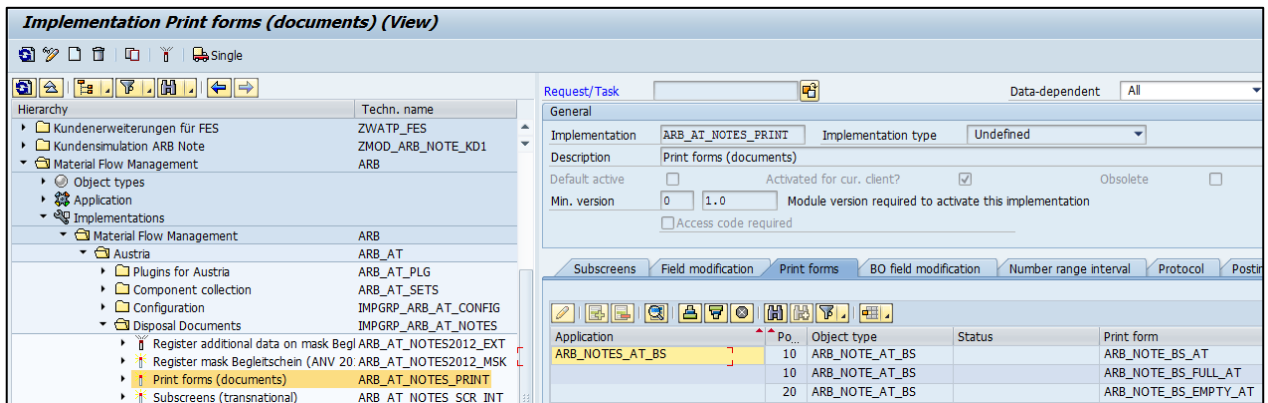 Implementation Print forms (documents) (View)
Single
Hierarchy Techn. name
Kundenerweiterungen für FES ZWATP_FES
Kundensimulation ARB Note ZMOD_ARB_NOTE_KD1
Material Flow Management ARB
Object types
Application
Implementations
Material Flow Management ARB
Austria ARB_AT
Plugins for Austria ARB_AT_PLG
Component collection ARB_AT_SETS
Configuration IMPGRP_ARB_AT_CONFIG
Disposal Documents IMPGRP_ARB_AT_NOTES
Register additional data on mask Begl ARB_AT_NOTES2012_EXT
Register mask Begleitschein (ANV 20 ARB_AT_NOTES2012_MSK
Print forms (documents) ARB_AT_NOTES_PRINT
Subscreens (transnational) ARB_AT_NOTES_SCR_INT
Request/Task Data-dependent All
General
Implementation ARB_AT_NOTES_PRINT Implementation type Undefined
Description Print forms (documents)
Default active Activated for cur. client? Obsolete
Min. version 0 1.0 Module version required to activate this implementation
Access code required
Subscreens Field modification Print forms BO field modification Number range interval Protocol Postin
Application Po... Object type Status Print form
ARB_NOTES_AT_BS 10 ARB_NOTE_AT_BS ARB_NOTE_BS_AT
10 ARB_NOTE_AT_BS ARB_NOTE_BS_FULL_AT
20 ARB_NOTE_AT_BS ARB_NOTE_BS_EMPTY_AT